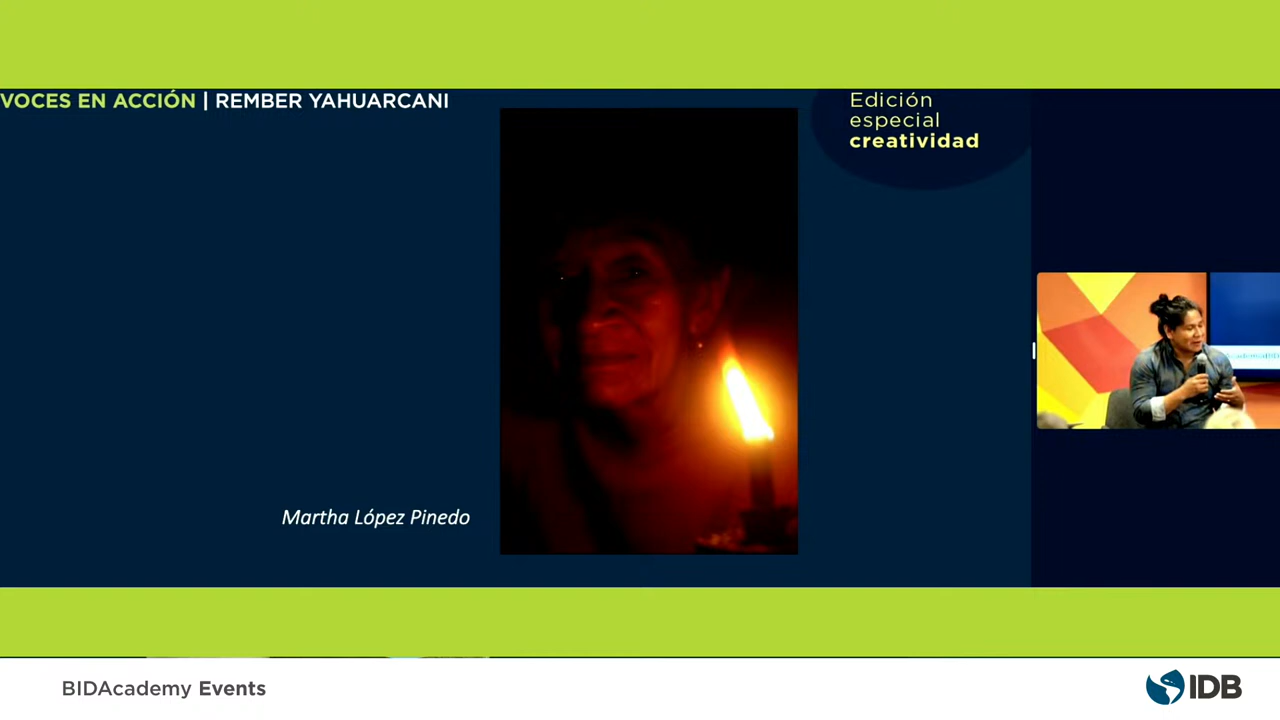 VOCES EN ACCIÓN | REMBER YAHUARCANI
Edición
especial
creatividad
Martha López Pinedo
BIDAcademy Events
IDB